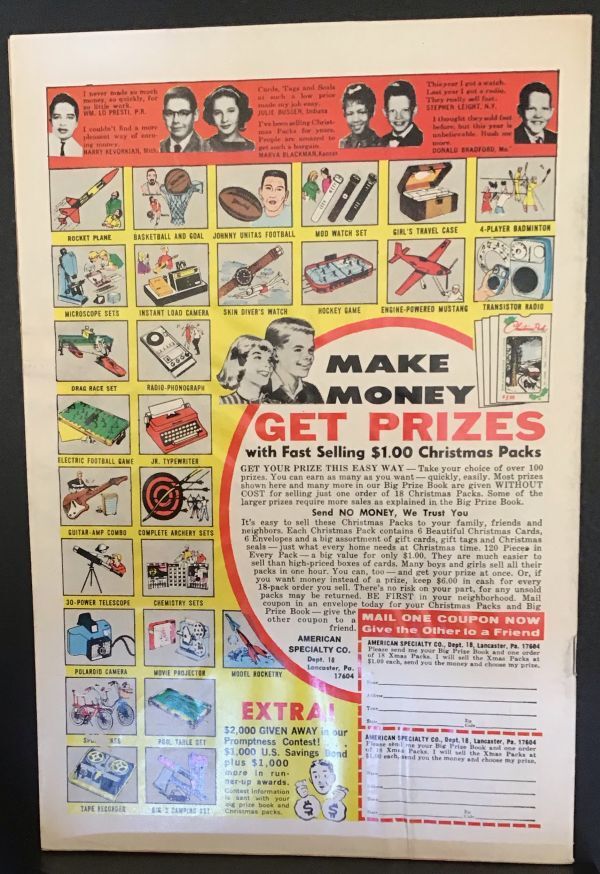 I never made so much
money, so quickly, for
so little work.
WM. LO PRESTI, P.R.
I couldn't find a more
pleasant way of earn-
ing money.
HARRY KEVORKIAN, Mich.
Cards, Tags and Seals
at such a low price
made my job easy.
JULIE BUSSEN, Indiana
I've been selling Christ-
mas Packs for years.
People are amazed to
get such a bargain.
MARVA BLACKMAN, Kansas
This year I got a watch.
Last year I got a radio.
They really sell fast.
STEPHEN LEIGHT, N.Y.
I thought they sold fast
before, but this year is
unbelievable. Rush me
more.
DONALD BRADFORD, Mo.
ROCKET PLANE
BASKETBALL AND GOAL
JOHNNY UNITAS FOOTBALL
MOD WATCH SET
GIRL'S TRAVEL CASE
4-PLAYER BADMINTON
MICROSCOPE SETS
INSTANT LOAD CAMERA
SKIN DIVER'S WATCH
HOCKEY GAME
ENGINE-POWERED MUSTANG
TRANSISTOR RADIO
DRAG RACE SET
RADIO-PHONOGRAPH
ELECTRIC FOOTBALL GAME
JR. TYPEWRITER
GUITAR-AMP COMBO
COMPLETE ARCHERY SETS
30-POWER TELESCOPE
CHEMISTRY SETS
POLAROID CAMERA
MOVIE PROJECTOR
MODEL ROCKETRY
POOL TABLE SET
TAPE RECORDER
CAMPING SET
MAKE
MONEY
GET PRIZES
with Fast Selling $1.00 Christmas Packs
GET YOUR PRIZE THIS EASY WAY — Take your choice of over 100
prizes. You can earn as many as you want — quickly, easily. Most prizes
shown here and many more in our Big Prize Book are given WITHOUT
COST for selling just one order of 18 Christmas Packs. Some of the
larger prizes require more sales as explained in the Big Prize Book.
Send NO MONEY, We Trust You
It's easy to sell these Christmas Packs to your family, friends and
neighbors. Each Christmas Pack contains 6 Beautiful Christmas Cards,
6 Envelopes and a big assortment of gift cards, gift tags and Christmas
seals — just what every home needs at Christmas time. 120 Pieces in
Every Pack — a big value for only $1.00. They are much easier to
sell than high-priced boxes of cards. Many boys and girls sell all their
packs in one hour. You can, too — and get your prize at once. Or, if
you want money instead of a prize, keep $6.00 in cash for every
18-pack order you sell. There's no risk on your part, for any unsold
packs may be returned. BE FIRST in your neighborhood. Mail
coupon in an envelope today for your Christmas Packs and Big
Prize Book — give the
other coupon to a
friend.
AMERICAN
SPECIALTY CO.
Dept. 18
Lancaster, Pa.
17604
EXTRA!
$2,000 GIVEN AWAY in our
Promptness Contest! . . .
$1,000 U.S. Savings Bond
plus $1,000
more in run-
ner-up awards.
Contest information
is sent with your
big prize book and
Christmas packs.
MAIL ONE COUPON NOW
Give the Other to a Friend
AMERICAN SPECIALTY CO., Dept. 18, Lancaster, Pa. 17604
Please send me your Big Prize Book and one order
of 18 Xmas Packs. I will sell the Xmas Packs at
$1.00 each, send you the money and choose my prize.
Name
Address
Town
State Zip Code
AMERICAN SPECIALTY CO., Dept. 18, Lancaster, Pa. 17604
Please send me your Big Prize Book and one order
of 18 Xmas Packs. I will sell the Xmas Packs at
$1.00 each, send you the money and choose my prize.
Name
Address
Town
State Zip Code